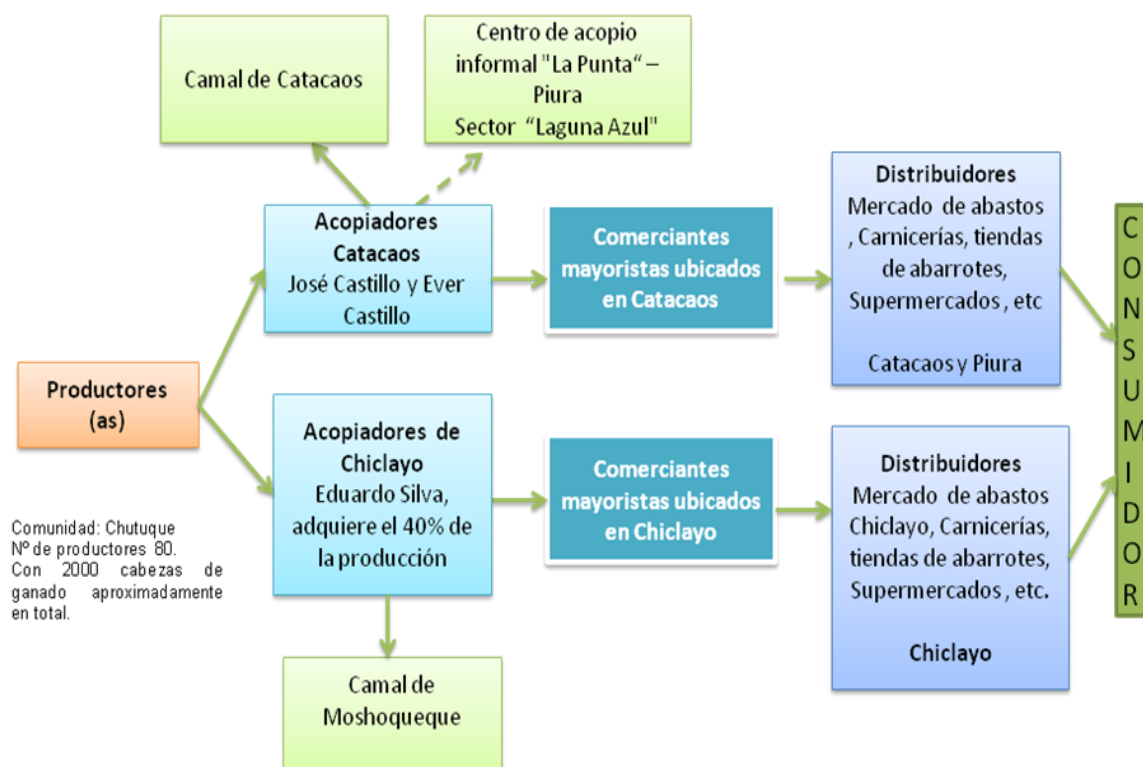 Camal de Catacaos
Centro de acopio
informal "La Punta“ –
Piura
Sector “Laguna Azul"
Acopiadores
Catacaos
José Castillo y Ever
Castillo
Comerciantes
mayoristas ubicados
en Catacaos
Distribuidores
Mercado de abastos
, Carnicerías, tiendas
de abarrotes,
Supermercados , etc
Catacaos y Piura
Productores
(as)
Comunidad: Chutuque
Nº de productores 80.
Con 2000 cabezas de
ganado aproximadamente
en total.
Acopiadores de
Chiclayo
Eduardo Silva,
adquiere el 40% de
la producción
Comerciantes
mayoristas ubicados
en Chiclayo
Distribuidores
Mercado de abastos
Chiclayo, Carnicerías,
tiendas de abarrotes,
Supermercados , etc.
Chiclayo
Camal de
Moshoqueque
C
O
N
S
U
M
I
D
O
R